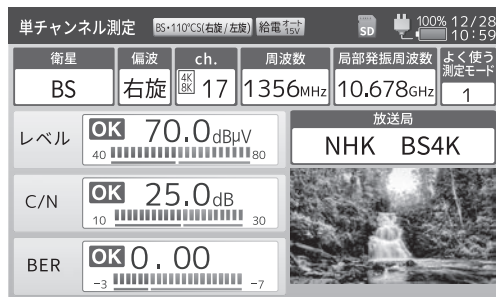 単チャンネル測定 BS・110°CS(右旋/左旋) 給電 オート 15V SD 100% 12/28 10:59
衛星 偏波 ch. 周波数 局部発振周波数 よく使う測定モード
BS 右旋 4K 8K 17 1356MHz 10.678GHz 1
レベル OK 70.0dBμV
40 80
放送局
NHK BS4K
C/N OK 25.0dB
10 30
BER OK 0.00
-3 -7